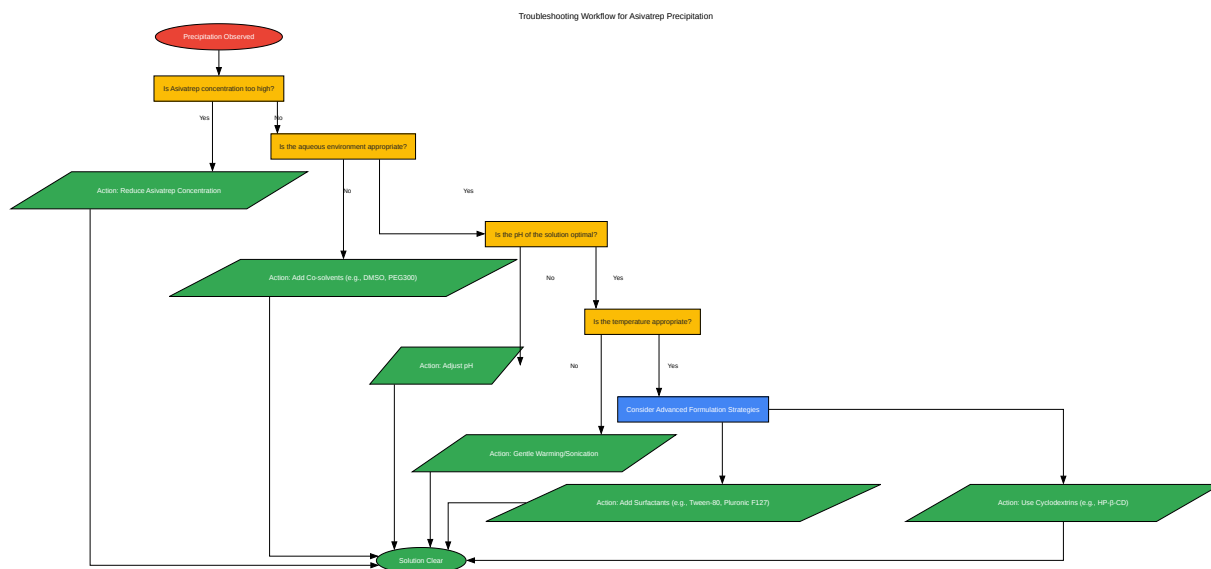 Troubleshooting Workflow for Asivatrep Precipitation
Precipitation Observed
Is Asivatrep concentration too high?
Yes
No
Is the aqueous environment appropriate?
Action: Reduce Asivatrep Concentration
No
Yes
Is the pH of the solution optimal?
Action: Add Co-solvents (e.g., DMSO, PEG300)
No
Yes
Is the temperature appropriate?
Action: Adjust pH
No
Yes
Consider Advanced Formulation Strategies
Action: Gentle Warming/Sonication
Action: Add Surfactants (e.g., Tween-80, Pluronic F127)
Action: Use Cyclodextrins (e.g., HP-β-CD)
Solution Clear